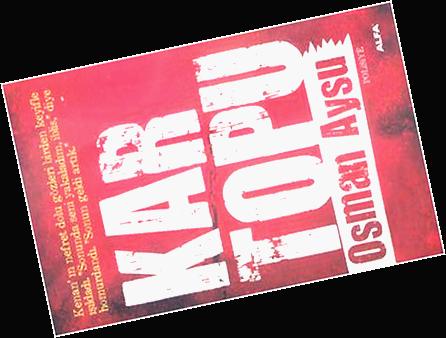 Kenan'ın nefret dolu gözleri birden keyifle
ışıldadı. "Sonunda seni yakaladım, polis," diye
homurdandı. "Sonun geldi artık"
KAR
TOPU
Osman Aysu
POLİSİYE
ALFA